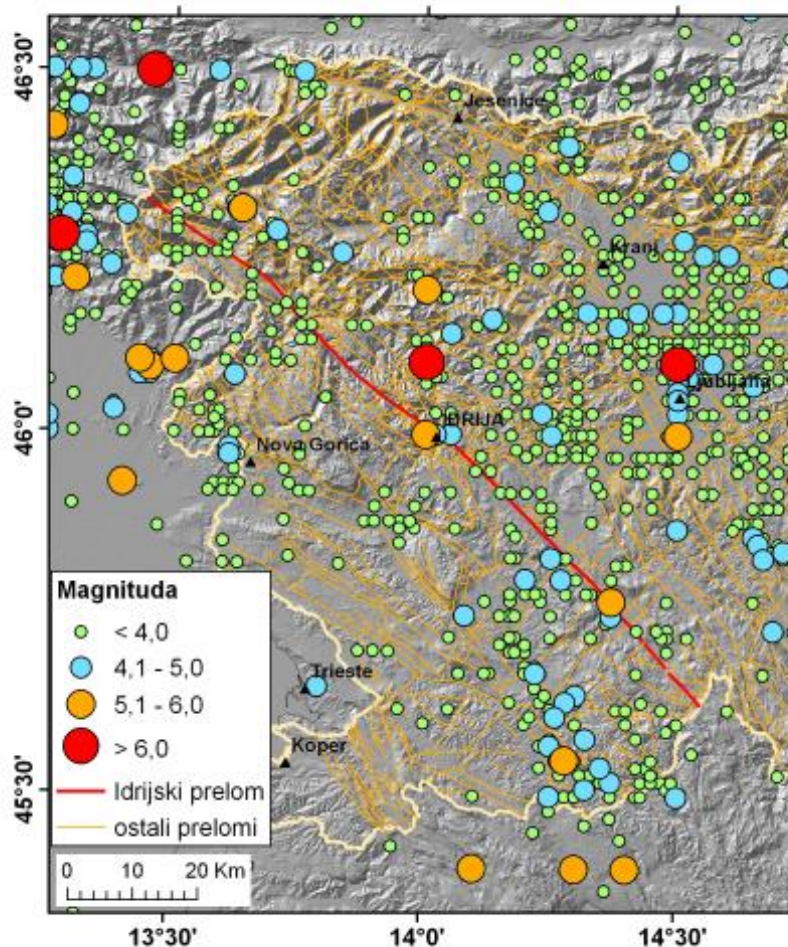 46°30'
46°0'
45°30'
Jesenice
Kranj
Ljubljana
IDRIJA
Nova Gorica
Trieste
Koper
Magnituda
< 4,0
4,1 - 5,0
5,1 - 6,0
> 6,0
Idrijski prelom
ostali prelomi
0 10 20 Km
13°30'
14°0'
14°30'